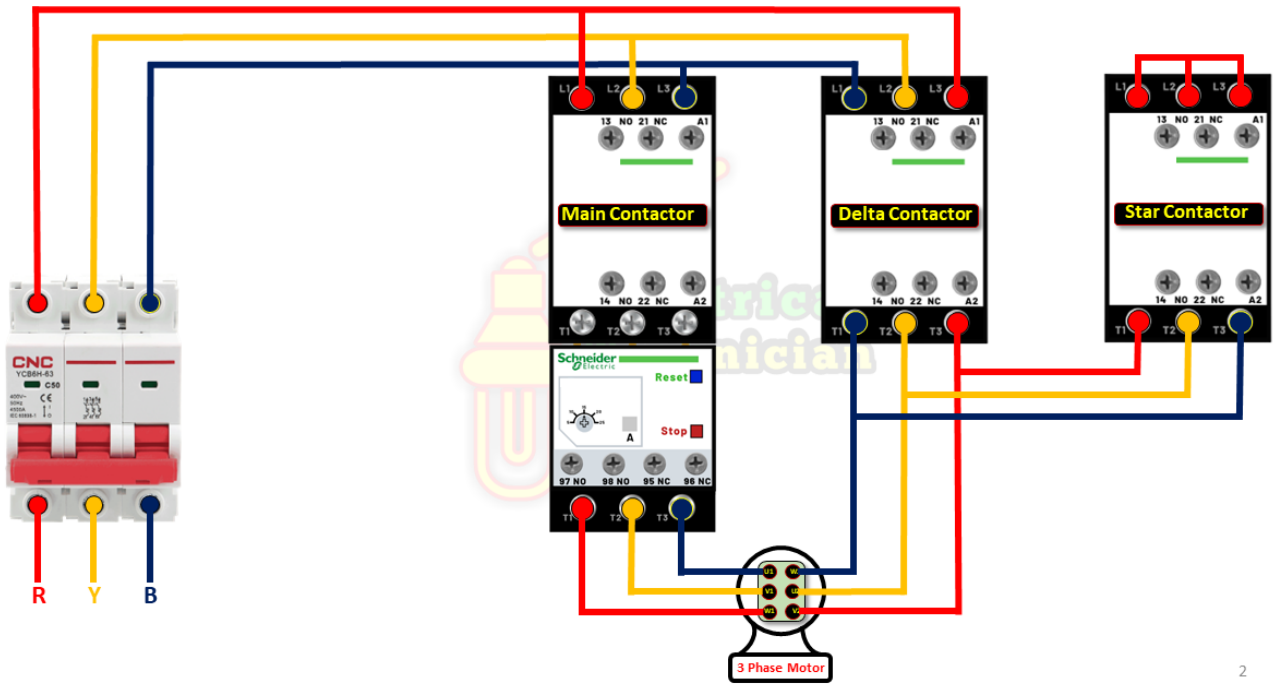 L1 L2 L3
13 NO 21 NC A1
Main Contactor
14 NO 22 NC A2
T1 T2 T3
Schneider
Electric
Reset
A
Stop
97 NO 98 NO 95 NC 96 NC
T1 T2 T3
L1 L2 L3
13 NO 21 NC A1
Delta Contactor
14 NO 22 NC A2
T1 T2 T3
L1 L2 L3
13 NO 21 NC A1
Star Contactor
14 NO 22 NC A2
T1 T2 T3
CNC
YCB6H-63
C50
400V~
R Y B
U1
V1 U2
W1 V2
3 Phase Motor
2